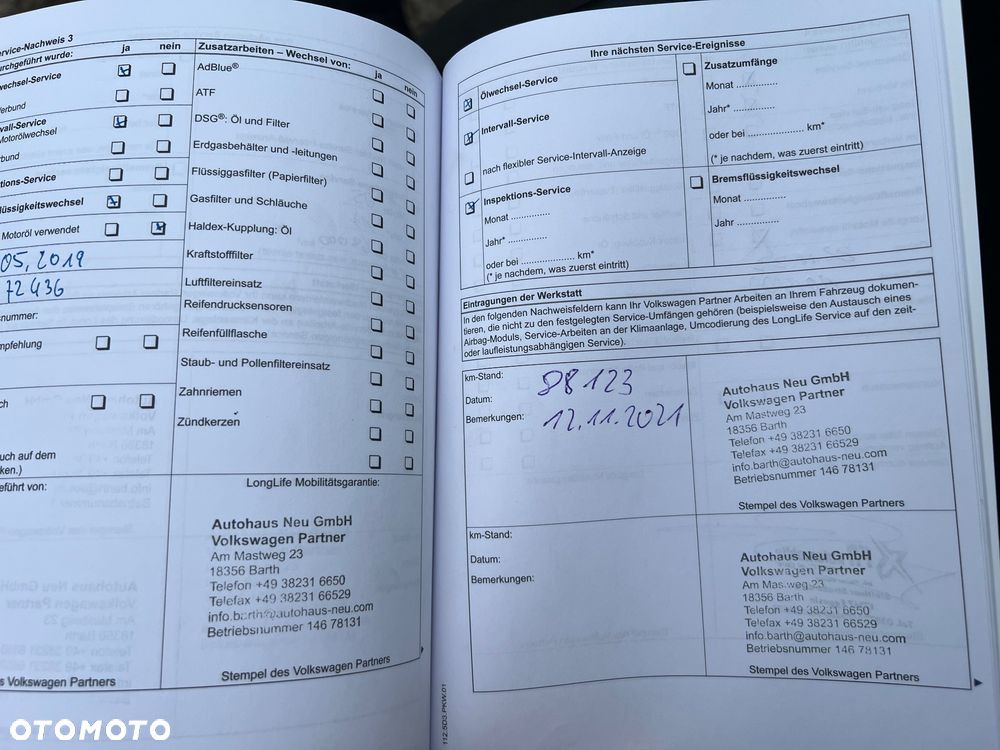 ervice-Nachweis 3
urchgeführt wurde:
ja
nein
wechsel-Service
erbund
vall-Service
Motorölwechsel
rbund
tions-Service
lüssigkeitswechsel
Motoröl verwendet
05, 2019
72 436
snummer:
mpfehlung
ch
uch auf dem
ken.)
eführt von:
s Volkswagen Partners
Zusatzarbeiten – Wechsel von:
ja
nein
AdBlue®
ATF
DSG®: Öl und Filter
Erdgasbehälter und -leitungen
Flüssiggasfilter (Papierfilter)
Gasfilter und Schläuche
Haldex-Kupplung: Öl
Kraftstofffilter
Luftfiltereinsatz
Reifendrucksensoren
Reifenfüllflasche
Staub- und Pollenfiltereinsatz
Zahnriemen
Zündkerzen
LongLife Mobilitätsgarantie:
Autohaus Neu GmbH
Volkswagen Partner
Am Mastweg 23
18356 Barth
Telefon +49 38231 6650
Telefax +49 38231 66529
info.barth@autohaus-neu.com
Betriebsnummer 146 78131
Stempel des Volkswagen Partners
Ihre nächsten Service-Ereignisse
Ölwechsel-Service
Intervall-Service
nach flexibler Service-Intervall-Anzeige
Inspektions-Service
Monat ...............
Jahr* ...............
oder bei ...................... km*
(* je nachdem, was zuerst eintritt)
Zusatzumfänge
Monat ...............
Jahr* ...............
oder bei .................... km*
(* je nachdem, was zuerst eintritt)
Bremsflüssigkeitswechsel
Monat ...............
Jahr ...............
Eintragungen der Werkstatt
In den folgenden Nachweisfeldern kann Ihr Volkswagen Partner Arbeiten an Ihrem Fahrzeug dokumen-
tieren, die nicht zu den festgelegten Service-Umfängen gehören (beispielsweise den Austausch eines
Airbag-Moduls, Service-Arbeiten an der Klimaanlage, Umcodierung des LongLife Service auf den zeit-
oder laufleistungsabhängigen Service).
km-Stand: 88 123
Datum:
Bemerkungen: 12.11.2021
Autohaus Neu GmbH
Volkswagen Partner
Am Mastweg 23
18356 Barth
Telefon +49 38231 6650
Telefax +49 38231 66529
info.barth@autohaus-neu.com
Betriebsnummer 146 78131
Stempel des Volkswagen Partners
km-Stand:
Datum:
Bemerkungen:
Autohaus Neu GmbH
Volkswagen Partner
Am Mastweg 23
18356 Barth
Telefon +49 38231 6650
Telefax +49 38231 66529
info.barth@autohaus-neu.com
Betriebsnummer 146 78131
Stempel des Volkswagen Partners
112.5D3.PKW.01
OTOMOTO